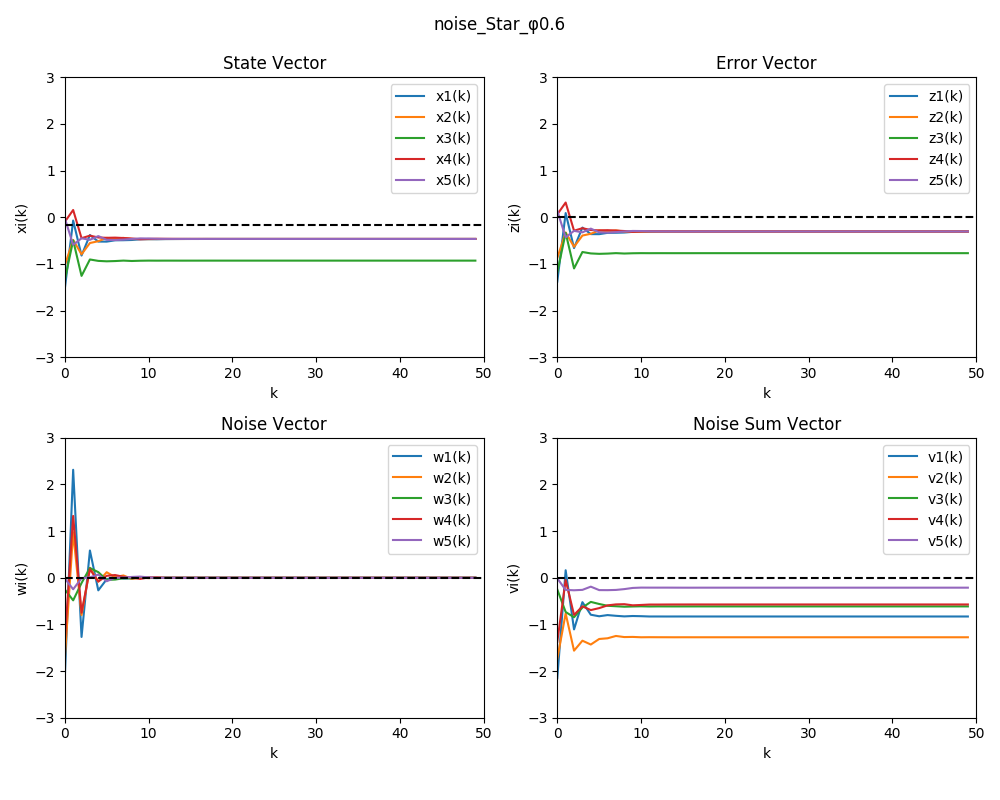 noise_Star_φ0.6
State Vector
3
2
1
0
−1
−2
−3
0 10 20 30 40 50
xi(k)
k
x1(k)
x2(k)
x3(k)
x4(k)
x5(k)
Error Vector
3
2
1
0
−1
−2
−3
0 10 20 30 40 50
zi(k)
k
z1(k)
z2(k)
z3(k)
z4(k)
z5(k)
Noise Vector
3
2
1
0
−1
−2
−3
0 10 20 30 40 50
wi(k)
k
w1(k)
w2(k)
w3(k)
w4(k)
w5(k)
Noise Sum Vector
3
2
1
0
−1
−2
−3
0 10 20 30 40 50
vi(k)
k
v1(k)
v2(k)
v3(k)
v4(k)
v5(k)